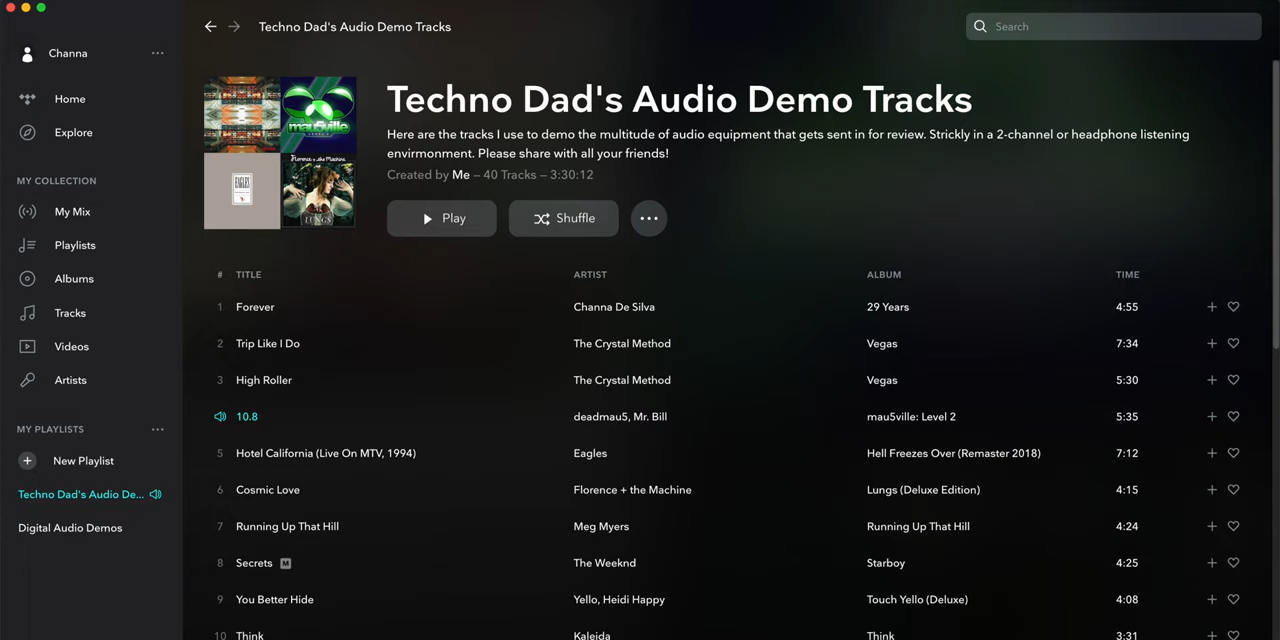 Channa
Techno Dad's Audio Demo Tracks
Search
Home
Explore
MY COLLECTION
My Mix
Playlists
Albums
Tracks
Videos
Artists
MY PLAYLISTS
New Playlist
Techno Dad's Audio De...
Digital Audio Demos
mau5ville
EAGLES
Florence + the Machine
LUNGS
Techno Dad's Audio Demo Tracks
Here are the tracks I use to demo the multitude of audio equipment that gets sent in for review. Strickly in a 2-channel or headphone listening
envirmonment. Please share with all your friends!
Created by Me – 40 Tracks – 3:30:12
Play Shuffle
# TITLE ARTIST ALBUM TIME
1 Forever Channa De Silva 29 Years 4:55
2 Trip Like I Do The Crystal Method Vegas 7:34
3 High Roller The Crystal Method Vegas 5:30
10.8 deadmau5, Mr. Bill mau5ville: Level 2 5:35
5 Hotel California (Live On MTV, 1994) Eagles Hell Freezes Over (Remaster 2018) 7:12
6 Cosmic Love Florence + the Machine Lungs (Deluxe Edition) 4:15
7 Running Up That Hill Meg Myers Running Up That Hill 4:24
8 Secrets M The Weeknd Starboy 4:25
9 You Better Hide Yello, Heidi Happy Touch Yello (Deluxe) 4:08
10 Think Kaleida Think 3:31